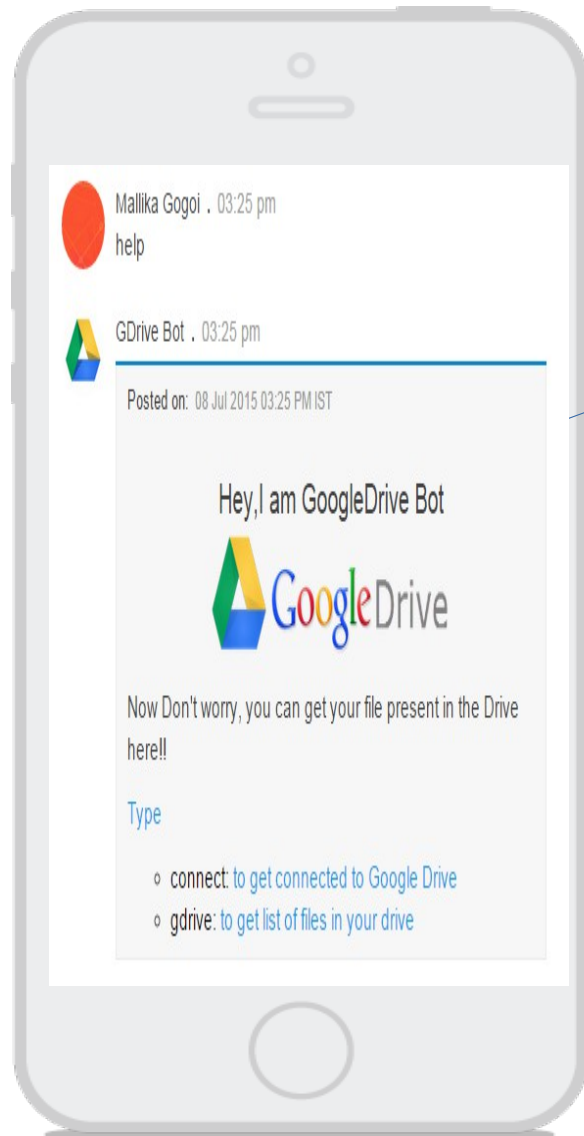 Mallika Gogoi . 03:25 pm
help
GDrive Bot . 03:25 pm
Posted on: 08 Jul 2015 03:25 PM IST
Hey,I am GoogleDrive Bot
Google Drive
Now Don't worry, you can get your file present in the Drive
here!!
Type
connect: to get connected to Google Drive
gdrive: to get list of files in your drive